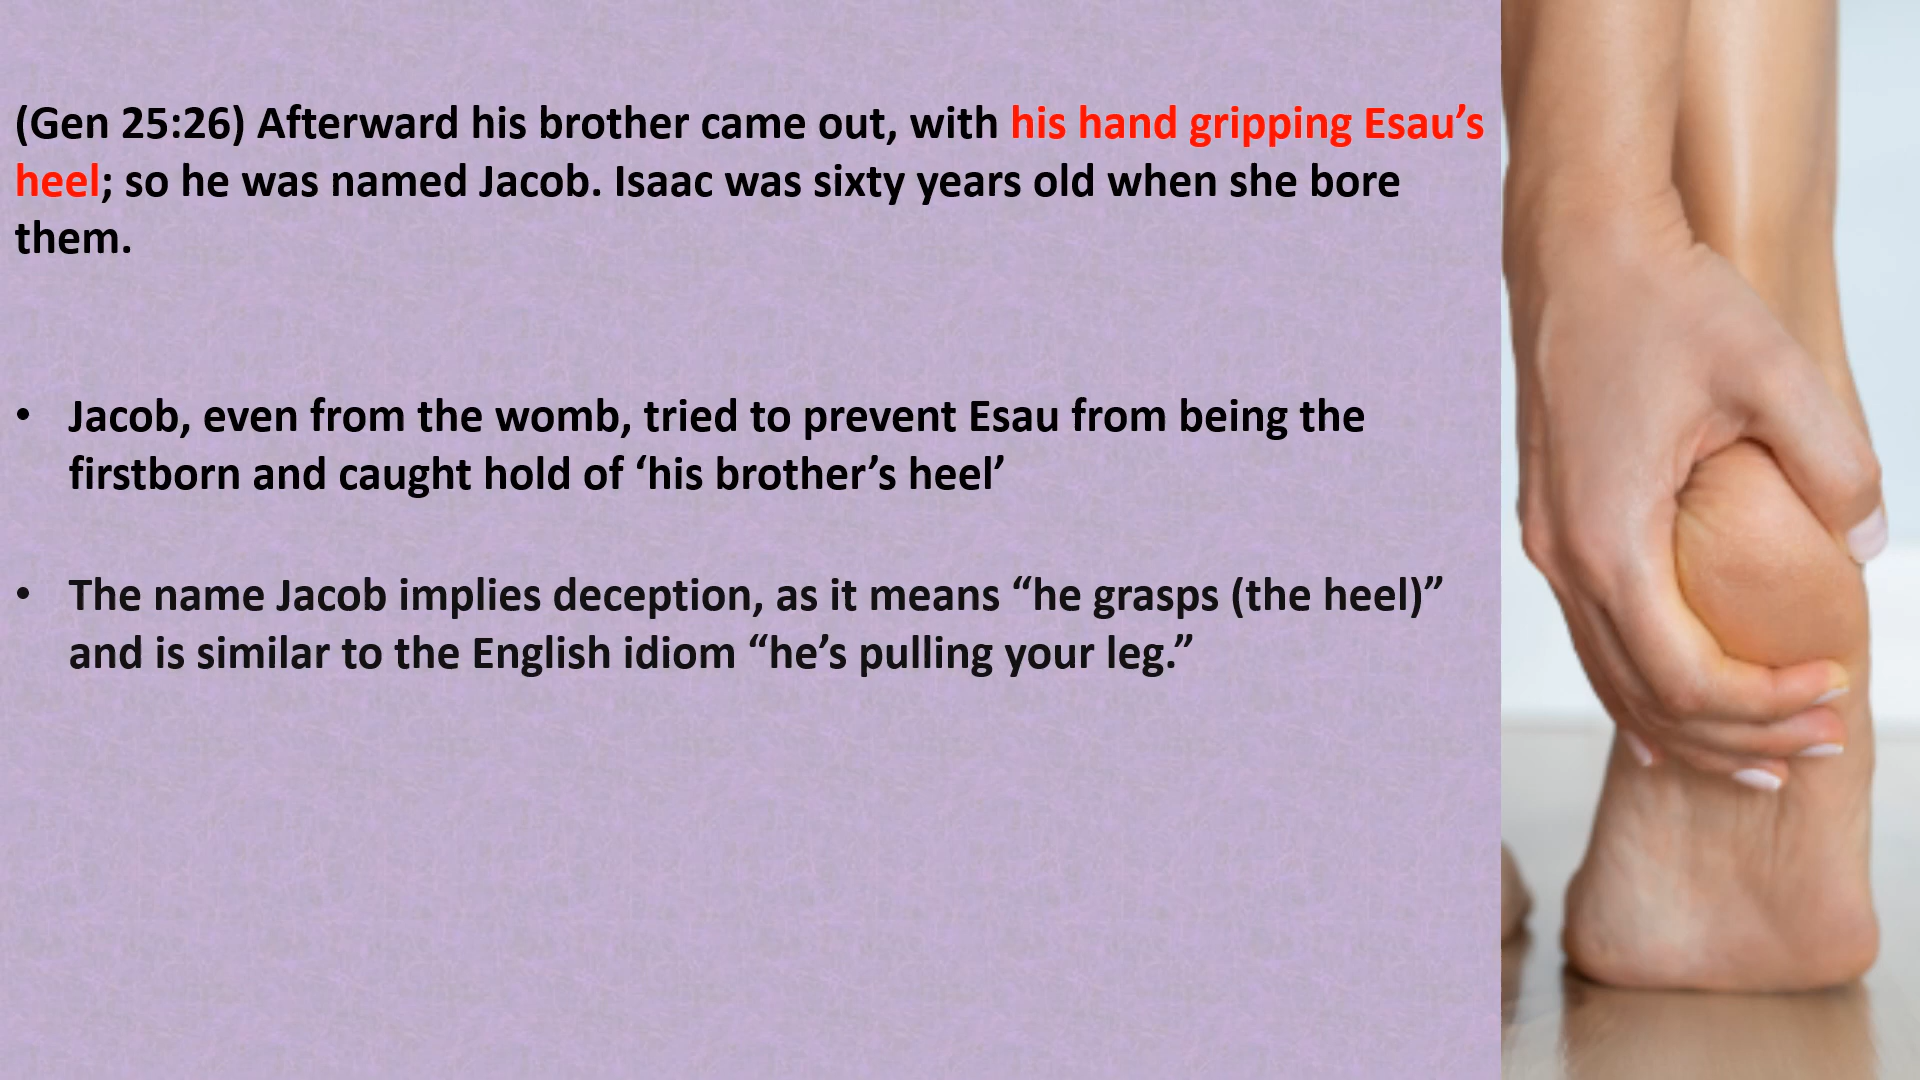 (Gen 25:26) Afterward his brother came out, with his hand gripping Esau’s
heel; so he was named Jacob. Isaac was sixty years old when she bore
them.
• Jacob, even from the womb, tried to prevent Esau from being the
firstborn and caught hold of ‘his brother’s heel’
• The name Jacob implies deception, as it means “he grasps (the heel)”
and is similar to the English idiom “he’s pulling your leg.”